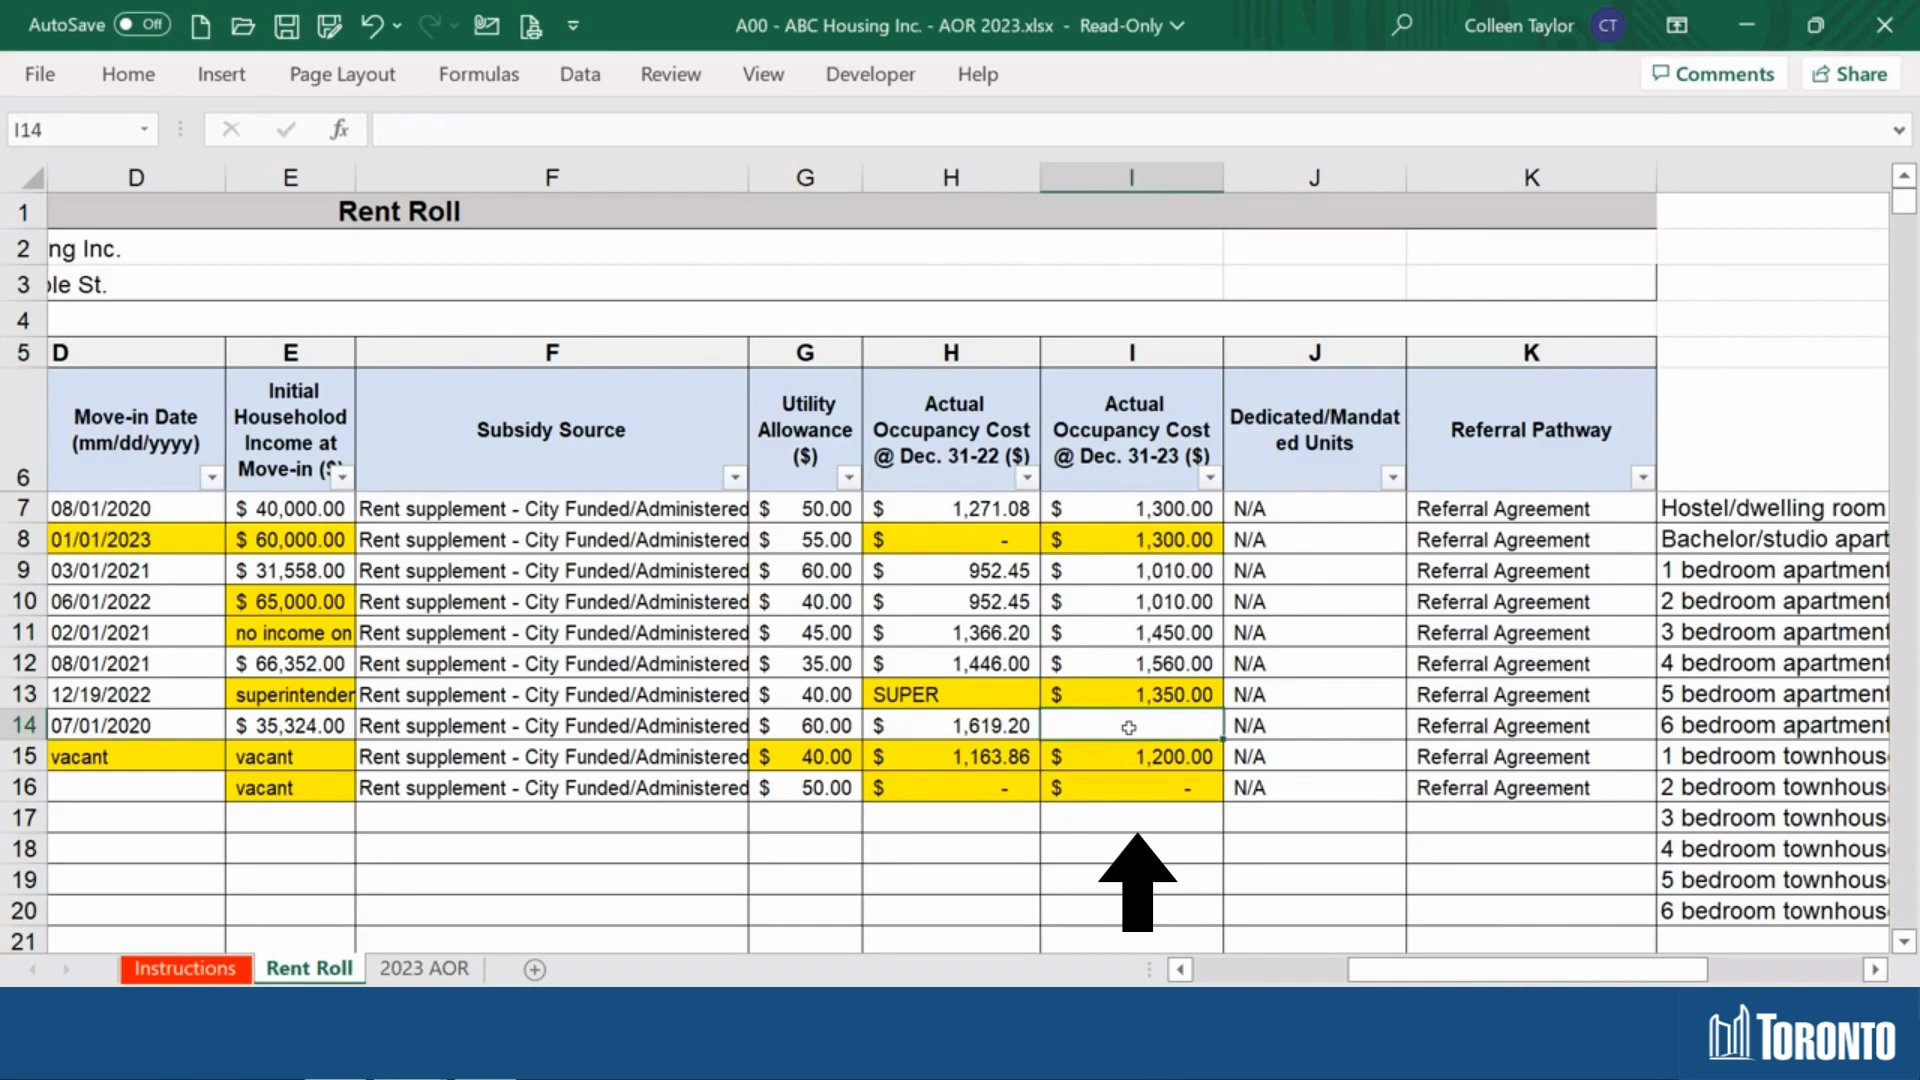 AutoSave Off A00 - ABC Housing Inc. - AOR 2023.xlsx - Read-Only Colleen Taylor CT
File Home Insert Page Layout Formulas Data Review View Developer Help Comments Share
I14 fx
D E F G H I J K
1 Rent Roll
2 ng Inc.
3 ole St.
4
5 D E F G H I J K
6 Move-in Date (mm/dd/yyyy) Initial Househoold Income at Move-in ($) Subsidy Source Utility Allowance ($) Actual Occupancy Cost @ Dec. 31-22 ($) Actual Occupancy Cost @ Dec. 31-23 ($) Dedicated/Mandated Units Referral Pathway
7 08/01/2020 $ 40,000.00 Rent supplement - City Funded/Administered $ 50.00 $ 1,271.08 $ 1,300.00 N/A Referral Agreement Hostel/dwelling room
8 01/01/2023 $ 60,000.00 Rent supplement - City Funded/Administered $ 55.00 $ - $ 1,300.00 N/A Referral Agreement Bachelor/studio apart
9 03/01/2021 $ 31,558.00 Rent supplement - City Funded/Administered $ 60.00 $ 952.45 $ 1,010.00 N/A Referral Agreement 1 bedroom apartment
10 06/01/2022 $ 65,000.00 Rent supplement - City Funded/Administered $ 40.00 $ 952.45 $ 1,010.00 N/A Referral Agreement 2 bedroom apartment
11 02/01/2021 no income on Rent supplement - City Funded/Administered $ 45.00 $ 1,366.20 $ 1,450.00 N/A Referral Agreement 3 bedroom apartment
12 08/01/2021 $ 66,352.00 Rent supplement - City Funded/Administered $ 35.00 $ 1,446.00 $ 1,560.00 N/A Referral Agreement 4 bedroom apartment
13 12/19/2022 superintender Rent supplement - City Funded/Administered $ 40.00 SUPER $ 1,350.00 N/A Referral Agreement 5 bedroom apartment
14 07/01/2020 $ 35,324.00 Rent supplement - City Funded/Administered $ 60.00 $ 1,619.20 N/A Referral Agreement 6 bedroom apartment
15 vacant vacant Rent supplement - City Funded/Administered $ 40.00 $ 1,163.86 $ 1,200.00 N/A Referral Agreement 1 bedroom townhous
16 vacant Rent supplement - City Funded/Administered $ 50.00 $ - $ - N/A Referral Agreement 2 bedroom townhous
17 3 bedroom townhous
18 4 bedroom townhous
19 5 bedroom townhous
20 6 bedroom townhous
21
Instructions Rent Roll 2023 AOR
TORONTO